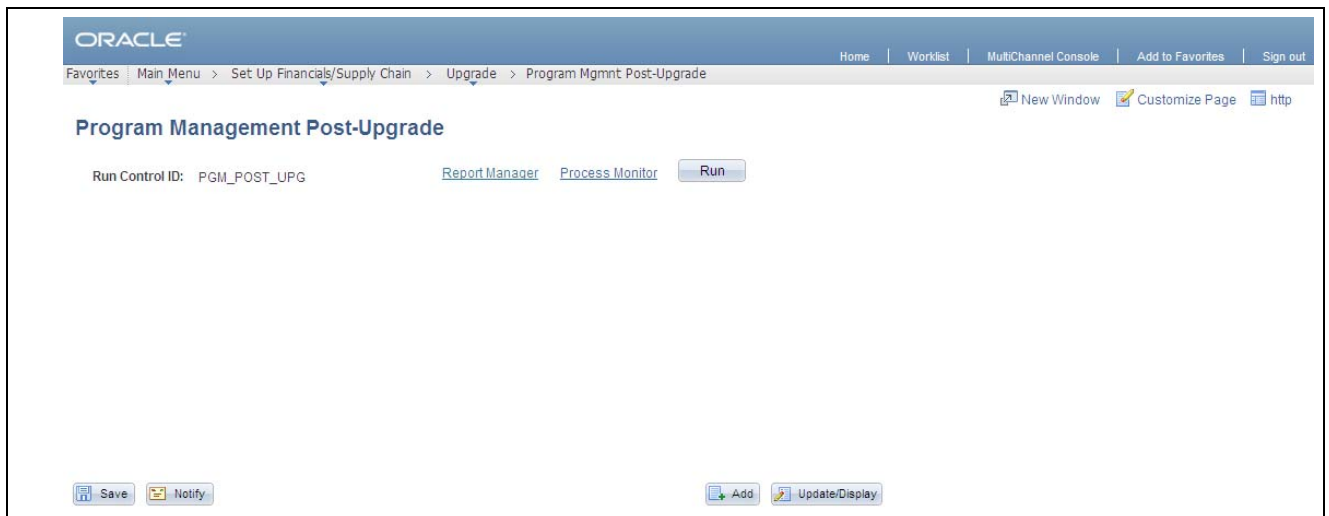 ORACLE
Home | Worklist | MultiChannel Console | Add to Favorites | Sign out
Favorites Main Menu > Set Up Financials/Supply Chain > Upgrade > Program Mgmnt Post-Upgrade
New Window Customize Page http
Program Management Post-Upgrade
Run Control ID: PGM_POST_UPG Report Manager Process Monitor Run
Save Notify Add Update/Display